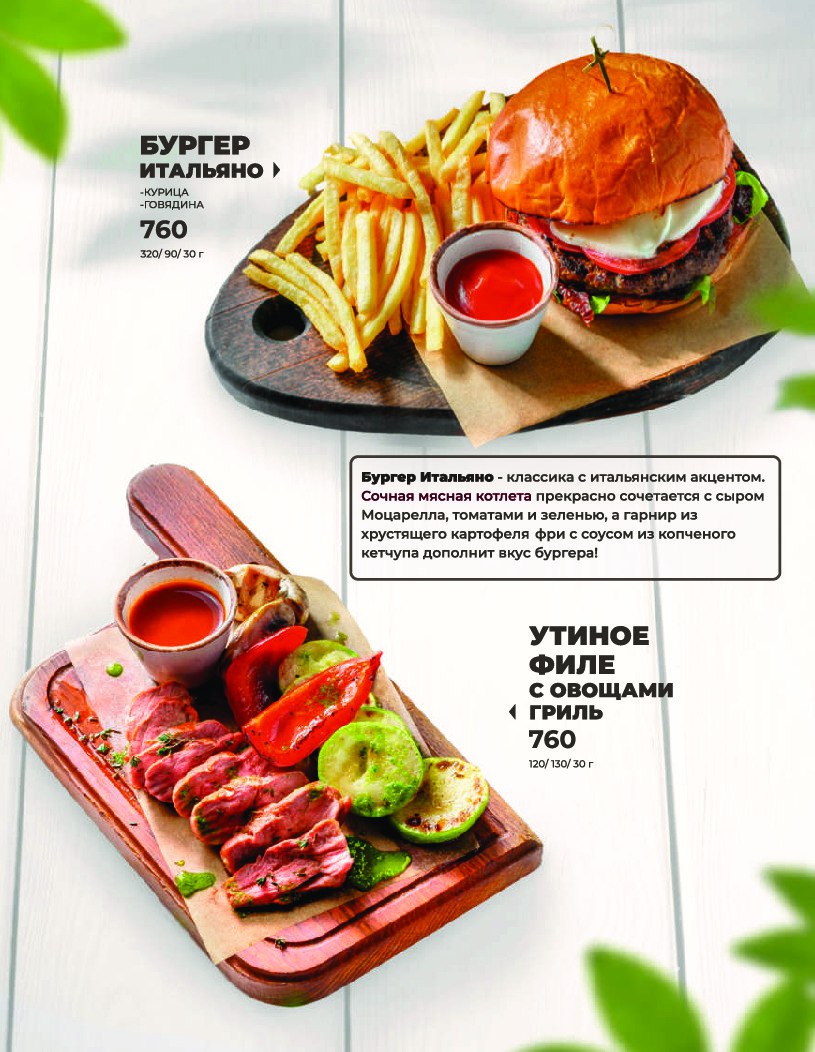 БУРГЕР
ИТАЛЬЯНО
-КУРИЦА
-ГОВЯДИНА
760
320/ 90/ 30 г
Бургер Итальяно - классика с итальянским акцентом.
Сочная мясная котлета прекрасно сочетается с сыром
Моцарелла, томатами и зеленью, а гарнир из
хрустящего картофеля фри с соусом из копченого
кетчупа дополнит вкус бургера!
УТИНОЕ
ФИЛЕ
С ОВОЩАМИ
ГРИЛЬ
760
120/ 130/ 30 г